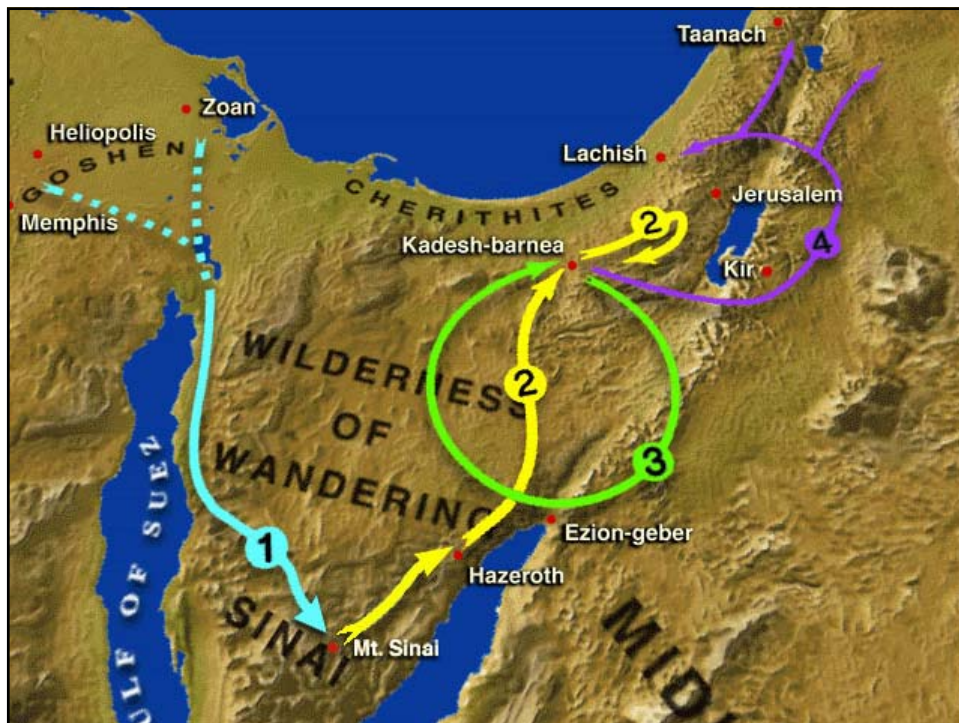 Taanach
Zoan
Heliopolis
GOSHEN
Lachish
CHERITHITES
Jerusalem
Memphis
2
Kadesh-barnea
4
Kir
WILDERNESS
2
OF
WANDERING
3
GULF OF SUEZ
Ezion-geber
1
Hazeroth
SINAI
Mt. Sinai
MID